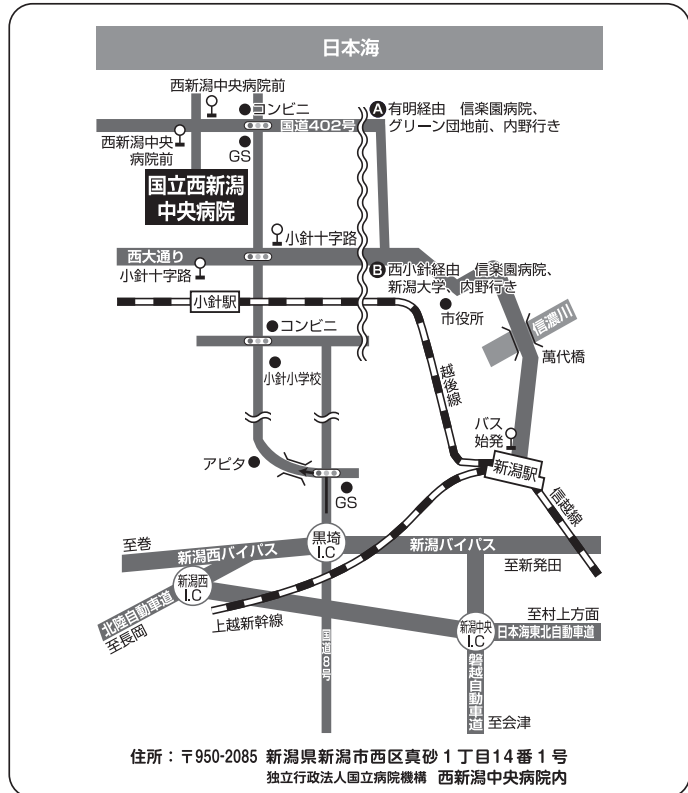 日本海
西新潟中央病院前
コンビニ
国道402号
A 有明経由 信楽園病院、
グリーン団地前、内野行き
西新潟中央
病院前
GS
国立西新潟
中央病院
小針十字路
西大通り
小針十字路
B 西小針経由 信楽園病院、
新潟大学、内野行き
小針駅
市役所
信濃川
コンビニ
萬代橋
小針小学校
越後線
バス
始発
アピタ
新潟駅
GS
信越線
黒埼
I.C
至巻
新潟西バイパス
新潟バイパス
至新発田
新潟西
I.C
北陸自動車道
至長岡
上越新幹線
至村上方面
新潟中央
I.C
日本海東北自動車道
国道8号
磐越自動車道
至会津
住所：〒950-2085 新潟県新潟市西区真砂1丁目14番1号
独立行政法人国立病院機構 西新潟中央病院内